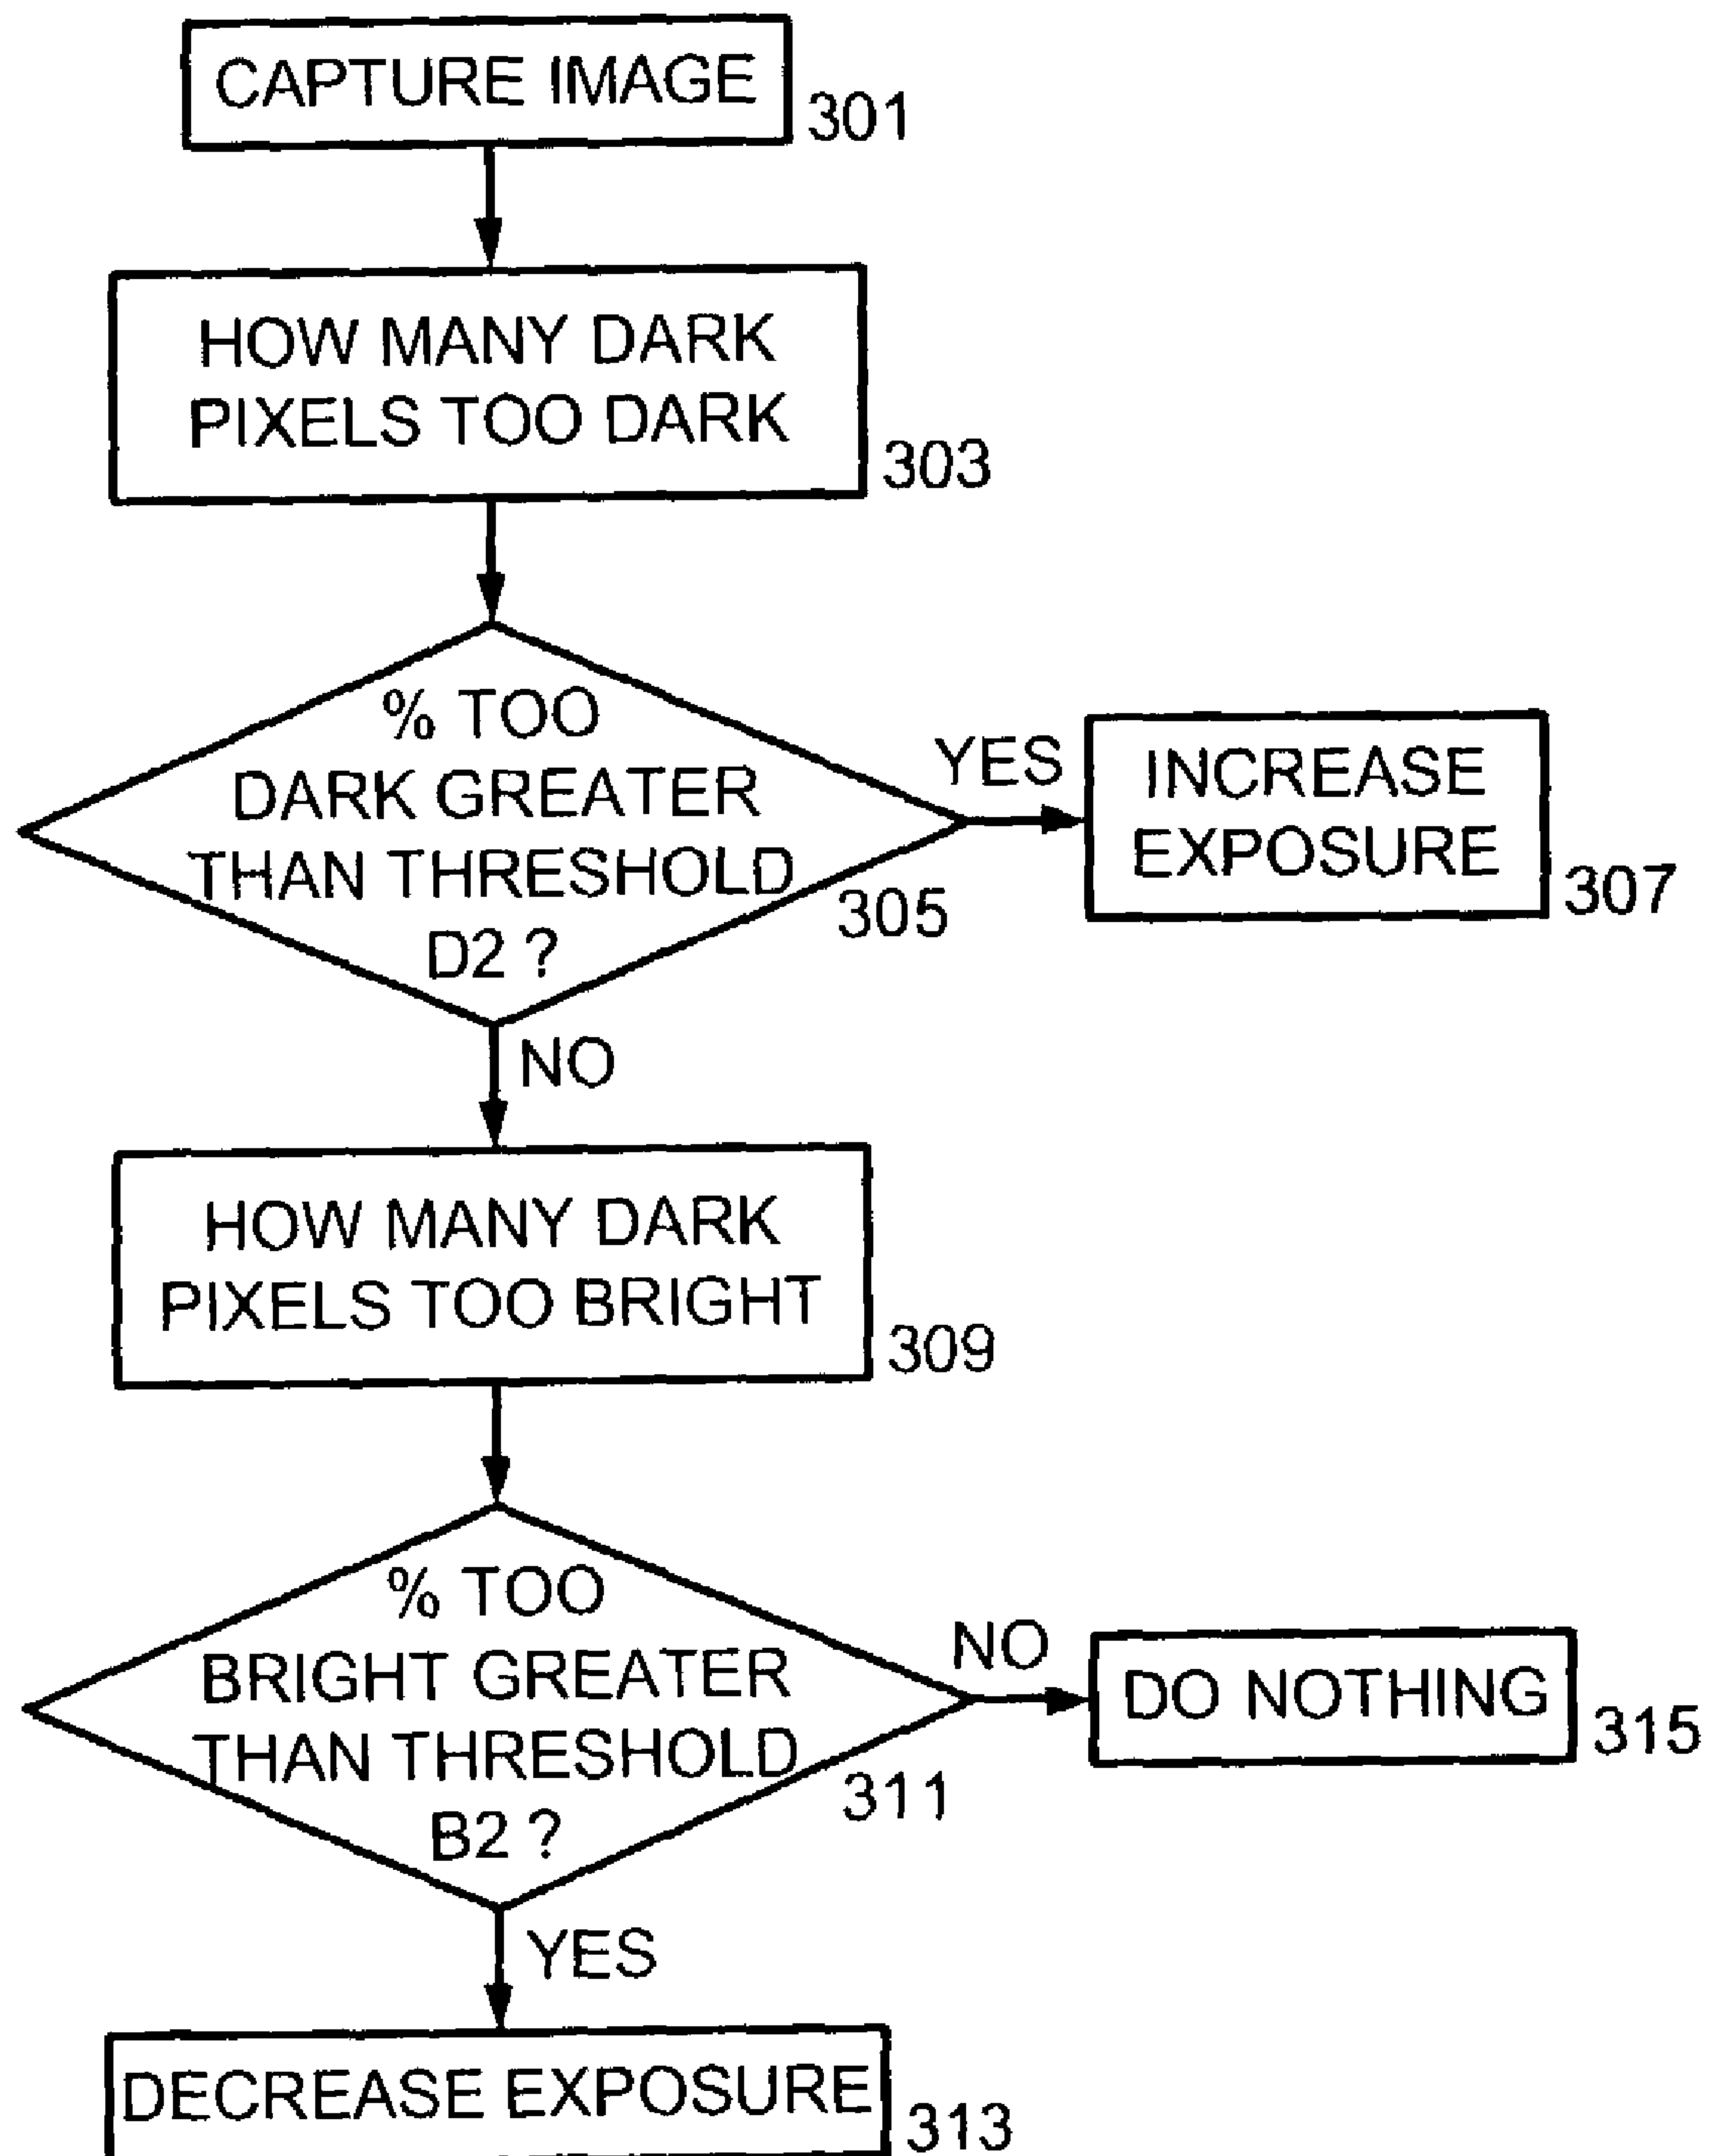 CAPTURE IMAGE
301
HOW MANY DARK
PIXELS TOO DARK
303
% TOO
DARK GREATER
THAN THRESHOLD
D2 ?
305
YES
INCREASE
EXPOSURE
307
NO
HOW MANY DARK
PIXELS TOO BRIGHT
309
% TOO
BRIGHT GREATER
THAN THRESHOLD
B2 ?
311
NO
DO NOTHING
315
YES
DECREASE EXPOSURE
313